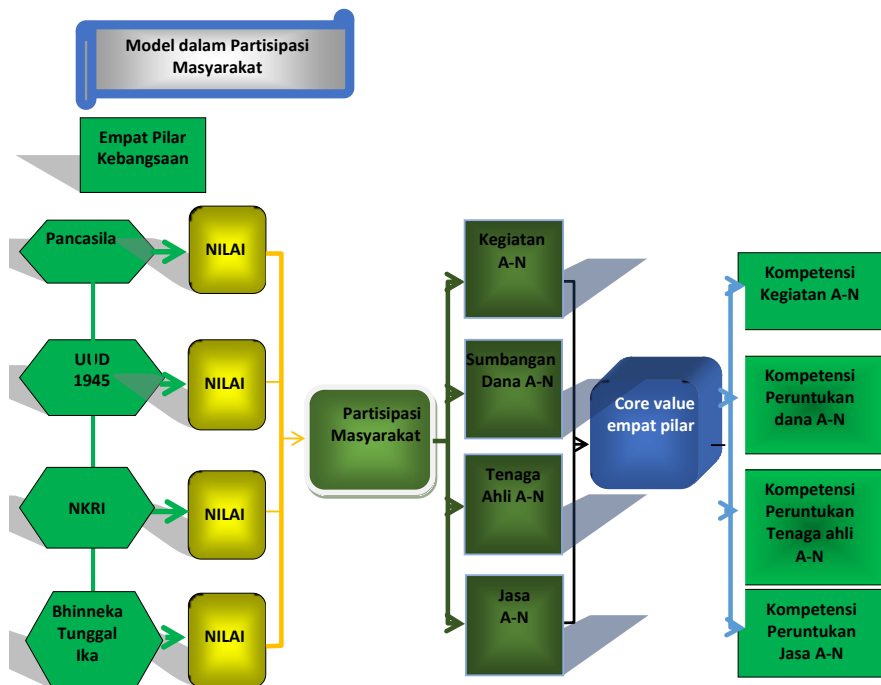 Model dalam Partisipasi
Masyarakat
Empat Pilar
Kebangsaan
Pancasila
NILAI
UUD
1945
NILAI
NKRI
NILAI
Bhinneka
Tunggal
Ika
NILAI
Partisipasi
Masyarakat
Kegiatan
A-N
Sumbangan
Dana A-N
Tenaga
Ahli A-N
Jasa
A-N
Core value
empat pilar
Kompetensi
Kegiatan A-N
Kompetensi
Peruntukan
dana A-N
Kompetensi
Peruntukan
Tenaga ahli
A-N
Kompetensi
Peruntukan
Jasa A-N